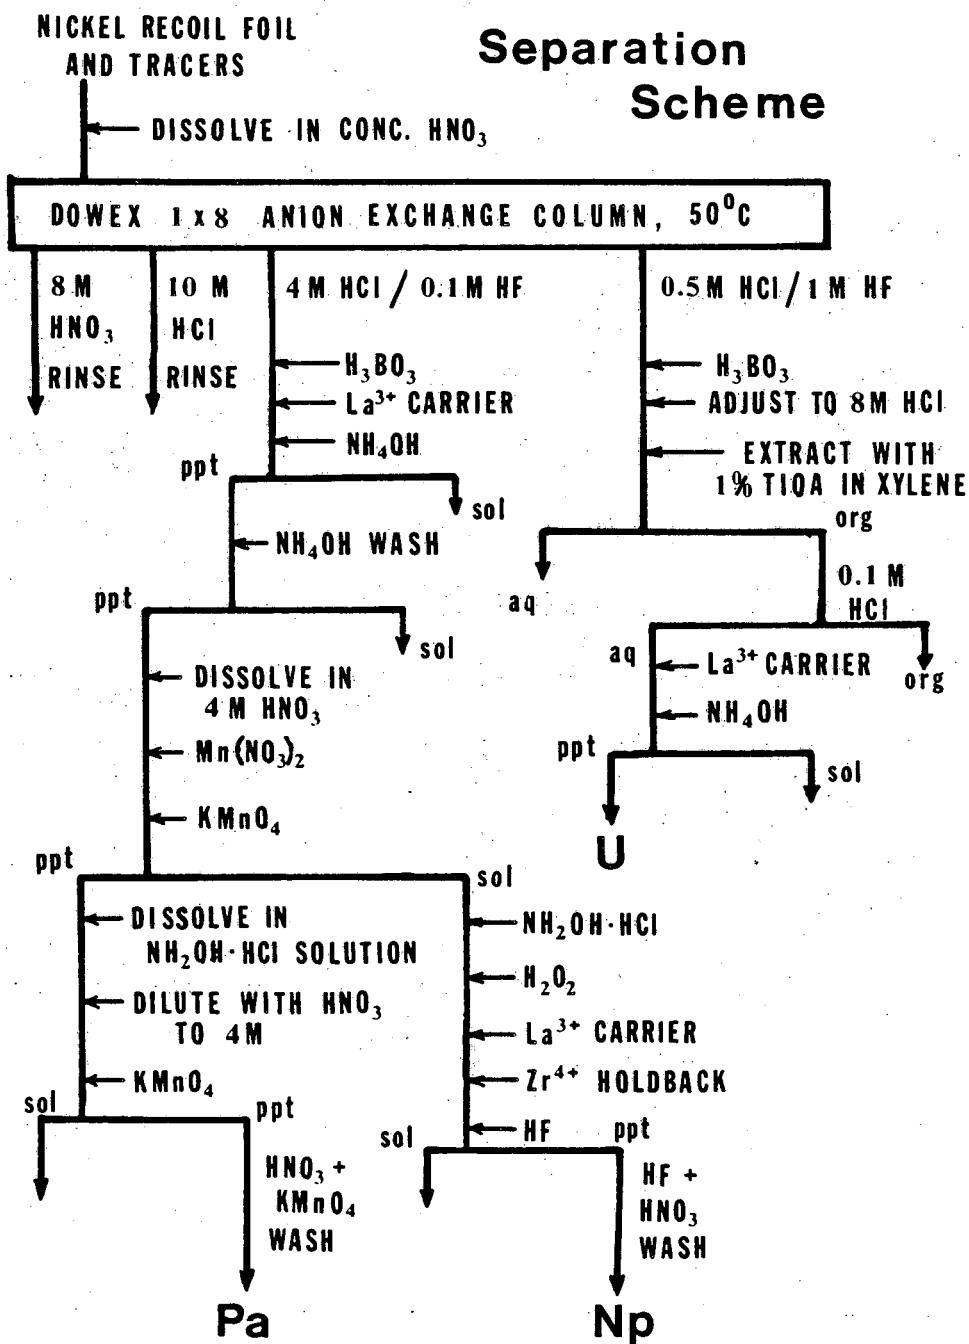 NICKEL RECOIL FOIL
AND TRACERS
Separation
Scheme
DISSOLVE IN CONC. HNO₃
DOWEX 1x8 ANION EXCHANGE COLUMN, 50⁰C
8 M
HNO₃
RINSE
10 M
HCl
RINSE
4 M HCl / 0.1 M HF
H₃BO₃
La³⁺ CARRIER
NH₄OH
ppt
sol
NH₄OH WASH
ppt
sol
DISSOLVE IN
4 M HNO₃
Mn(NO₃)₂
KMnO₄
ppt
sol
DISSOLVE IN
NH₂OH·HCl SOLUTION
DILUTE WITH HNO₃
TO 4M
KMnO₄
sol
ppt
HNO₃ +
KMnO₄
WASH
Pa
NH₂OH·HCl
H₂O₂
La³⁺ CARRIER
Zr⁴⁺ HOLDBACK
HF
sol
ppt
HF +
HNO₃
WASH
Np
0.5 M HCl / 1 M HF
H₃BO₃
ADJUST TO 8M HCl
EXTRACT WITH
1% TIOA IN XYLENE
org
aq
0.1 M
HCl
aq
org
La³⁺ CARRIER
NH₄OH
ppt
sol
U